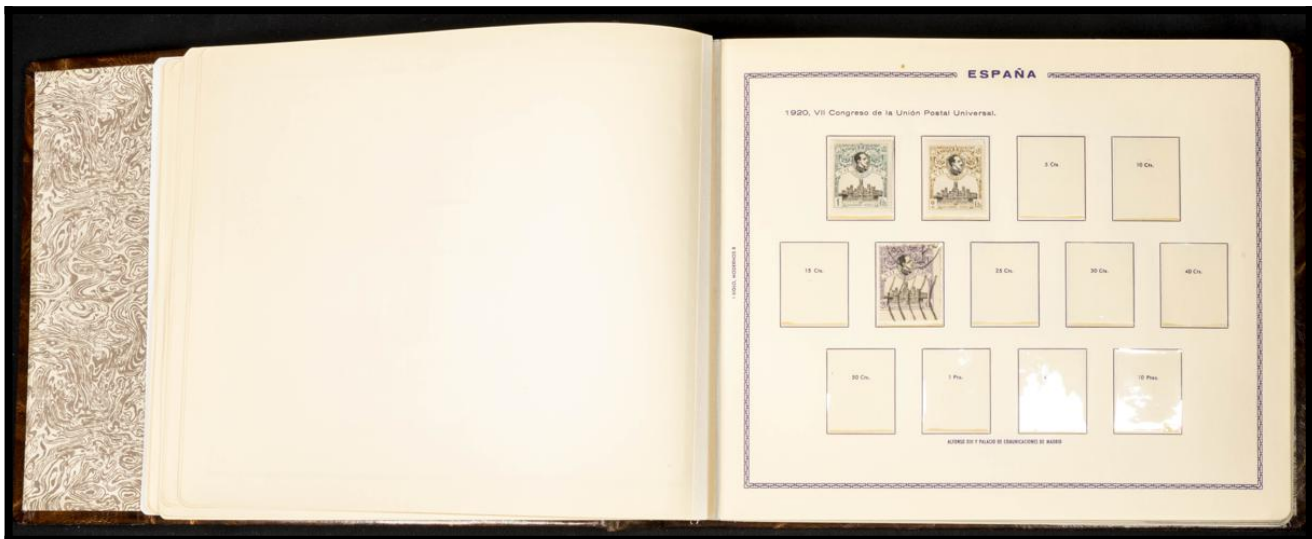 ESPAÑA
1920, VII Congreso de la Unión Postal Universal.
5 Cts.
10 Cts.
15 Cts.
25 Cts.
30 Cts.
40 Cts.
50 Cts.
1 Pta.
10 Ptas.
ALFONSO XIII Y PALACIO DE COMUNICACIONES DE MADRID